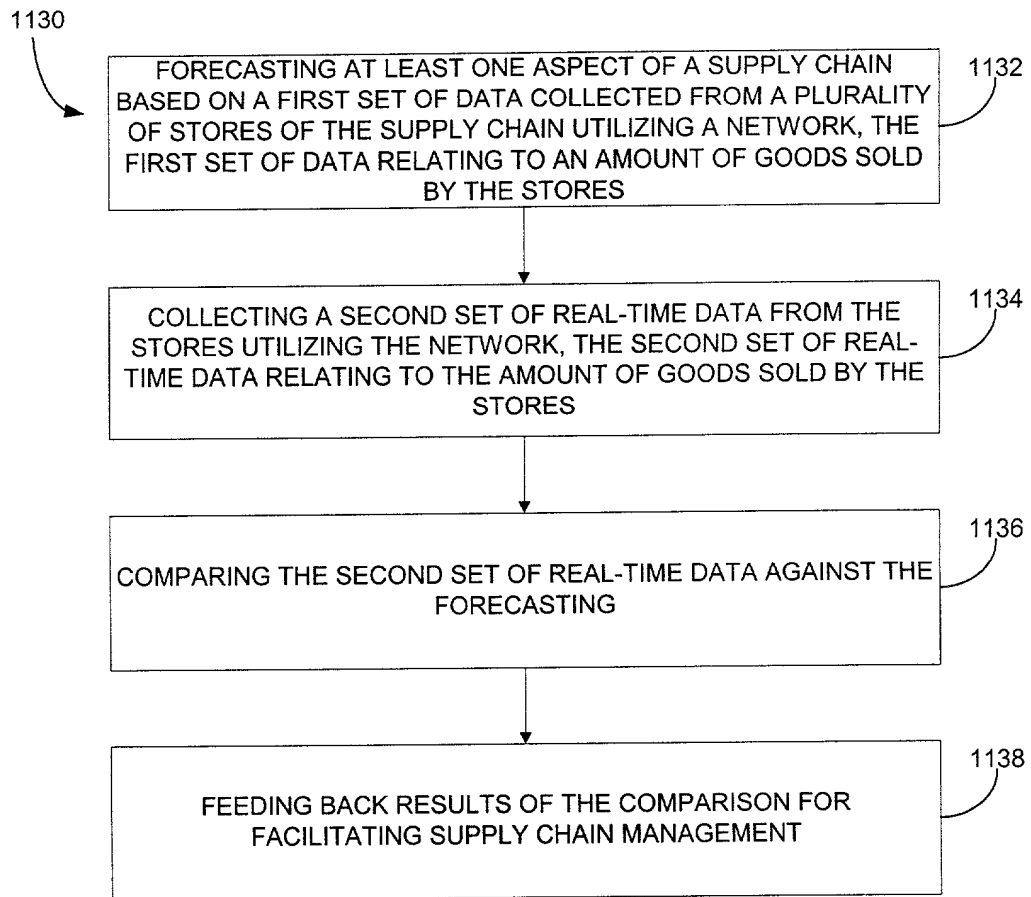 1130
FORECASTING AT LEAST ONE ASPECT OF A SUPPLY CHAIN
BASED ON A FIRST SET OF DATA COLLECTED FROM A PLURALITY
OF STORES OF THE SUPPLY CHAIN UTILIZING A NETWORK, THE
FIRST SET OF DATA RELATING TO AN AMOUNT OF GOODS SOLD
BY THE STORES
1132
COLLECTING A SECOND SET OF REAL-TIME DATA FROM THE
STORES UTILIZING THE NETWORK, THE SECOND SET OF REAL-
TIME DATA RELATING TO THE AMOUNT OF GOODS SOLD BY THE
STORES
1134
COMPARING THE SECOND SET OF REAL-TIME DATA AGAINST THE
FORECASTING
1136
FEEDING BACK RESULTS OF THE COMPARISON FOR
FACILITATING SUPPLY CHAIN MANAGEMENT
1138